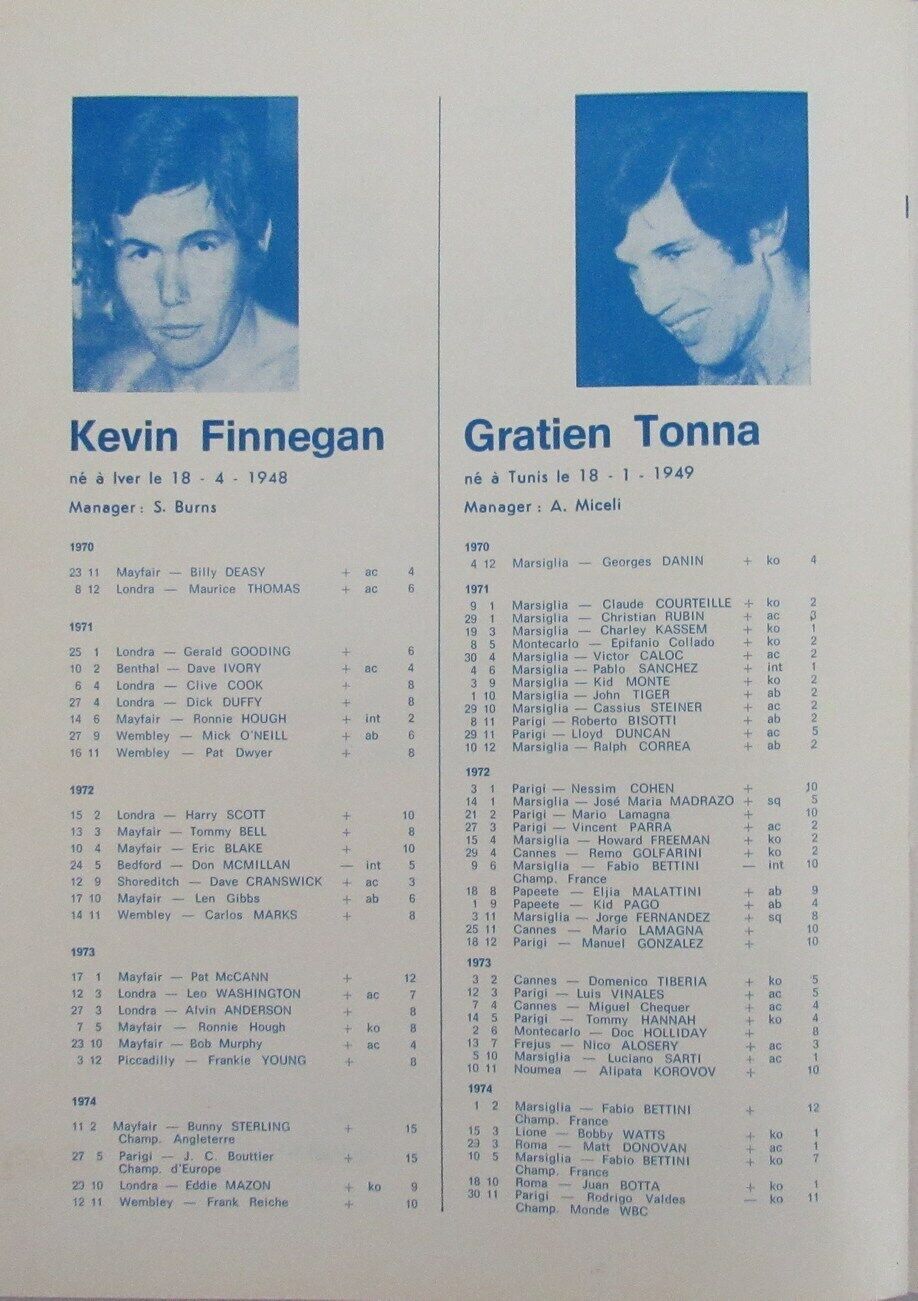 Kevin Finnegan
né à Iver le 18 - 4 - 1948
Manager : S. Burns
1970
23 11 Mayfair — Billy DEASY + ac 4
8 12 Londra — Maurice THOMAS + ac 6
1971
25 1 Londra — Gerald GOODING + 6
10 2 Benthal — Dave IVORY + ac 4
6 4 Londra — Clive COOK + 8
27 4 Londra — Dick DUFFY + 8
14 6 Mayfair — Ronnie HOUGH + int 2
27 9 Wembley — Mick O'NEILL + ab 6
16 11 Wembley — Pat Dwyer + 8
1972
15 2 Londra — Harry SCOTT + 10
13 3 Mayfair — Tommy BELL + 8
10 4 Mayfair — Eric BLAKE + 10
24 5 Bedford — Don MCMILLAN — int 5
12 9 Shoreditch — Dave CRANSWICK + ac 3
17 10 Mayfair — Len Gibbs + ab 6
14 11 Wembley — Carlos MARKS + 8
1973
17 1 Mayfair — Pat McCANN + 12
12 3 Londra — Leo WASHINGTON + ac 7
27 3 Londra — Alvin ANDERSON + 8
7 5 Mayfair — Ronnie Hough + ko 8
23 10 Mayfair — Bob Murphy + ac 4
3 12 Piccadilly — Frankie YOUNG + 8
1974
11 2 Mayfair — Bunny STERLING + 15
Champ. Angleterre
27 5 Parigi — J. C. Bouttier + 15
Champ. d'Europe
29 10 Londra — Eddie MAZON + ko 9
12 11 Wembley — Frank Reiche + 10
Gratien Tonna
né à Tunis le 18 - 1 - 1949
Manager : A. Miceli
1970
4 12 Marsiglia — Georges DANIN + ko 4
1971
9 1 Marsiglia — Claude COURTEILLE + ko 2
29 1 Marsiglia — Christian RUBIN + ac 3
19 3 Marsiglia — Charley KASSEM + ko 1
8 5 Montecarlo — Epifanio Collado + ko 2
30 4 Marsiglia — Victor CALOC + ac 2
4 6 Marsiglia — Pablo SANCHEZ + int 1
3 9 Marsiglia — Kid MONTE + ko 2
1 10 Marsiglia — John TIGER + ab 2
29 10 Marsiglia — Cassius STEINER + ac 2
8 11 Parigi — Roberto BISOTTI + ab 2
29 11 Parigi — Lloyd DUNCAN + ac 5
10 12 Marsiglia — Ralph CORREA + ab 2
1972
3 1 Parigi — Nessim COHEN + 10
14 1 Marsiglia — José Maria MADRAZO + sq 5
21 2 Parigi — Mario Lamagna + 10
27 3 Parigi — Vincent PARRA + ac 2
15 4 Marsiglia — Howard FREEMAN + ko 2
29 4 Cannes — Remo GOLFARINI + ko 2
9 6 Marsiglia — Fabio BETTINI — int 10
Champ. France
18 8 Papeete — Eljia MALATTINI + ab 9
1 9 Papeete — Kid PAGO + ab 4
3 11 Marsiglia — Jorge FERNANDEZ + sq 8
25 11 Cannes — Mario LAMAGNA + 10
18 12 Parigi — Manuel GONZALEZ + 10
1973
3 2 Cannes — Domenico TIBERIA + ko 5
12 3 Parigi — Luis VINALES + ac 5
7 4 Cannes — Miguel Chequer + ac 4
14 5 Parigi — Tommy HANNAH + ko 4
2 6 Montecarlo — Doc HOLLIDAY + 8
13 7 Frejus — Nico ALOSERY + ac 3
5 10 Marsiglia — Luciano SARTI + ac 1
10 11 Noumea — Alipata KOROVOV + 10
1974
1 2 Marsiglia — Fabio BETTINI + 12
Champ. France
15 3 Lione — Bobby WATTS + ko 1
29 3 Roma — Matt DONOVAN + ac 1
10 5 Marsiglia — Fabio BETTINI + ko 7
Champ. France
18 10 Roma — Juan BOTTA + ko 1
30 11 Parigi — Rodrigo Valdes — ko 11
Champ. Monde WBC